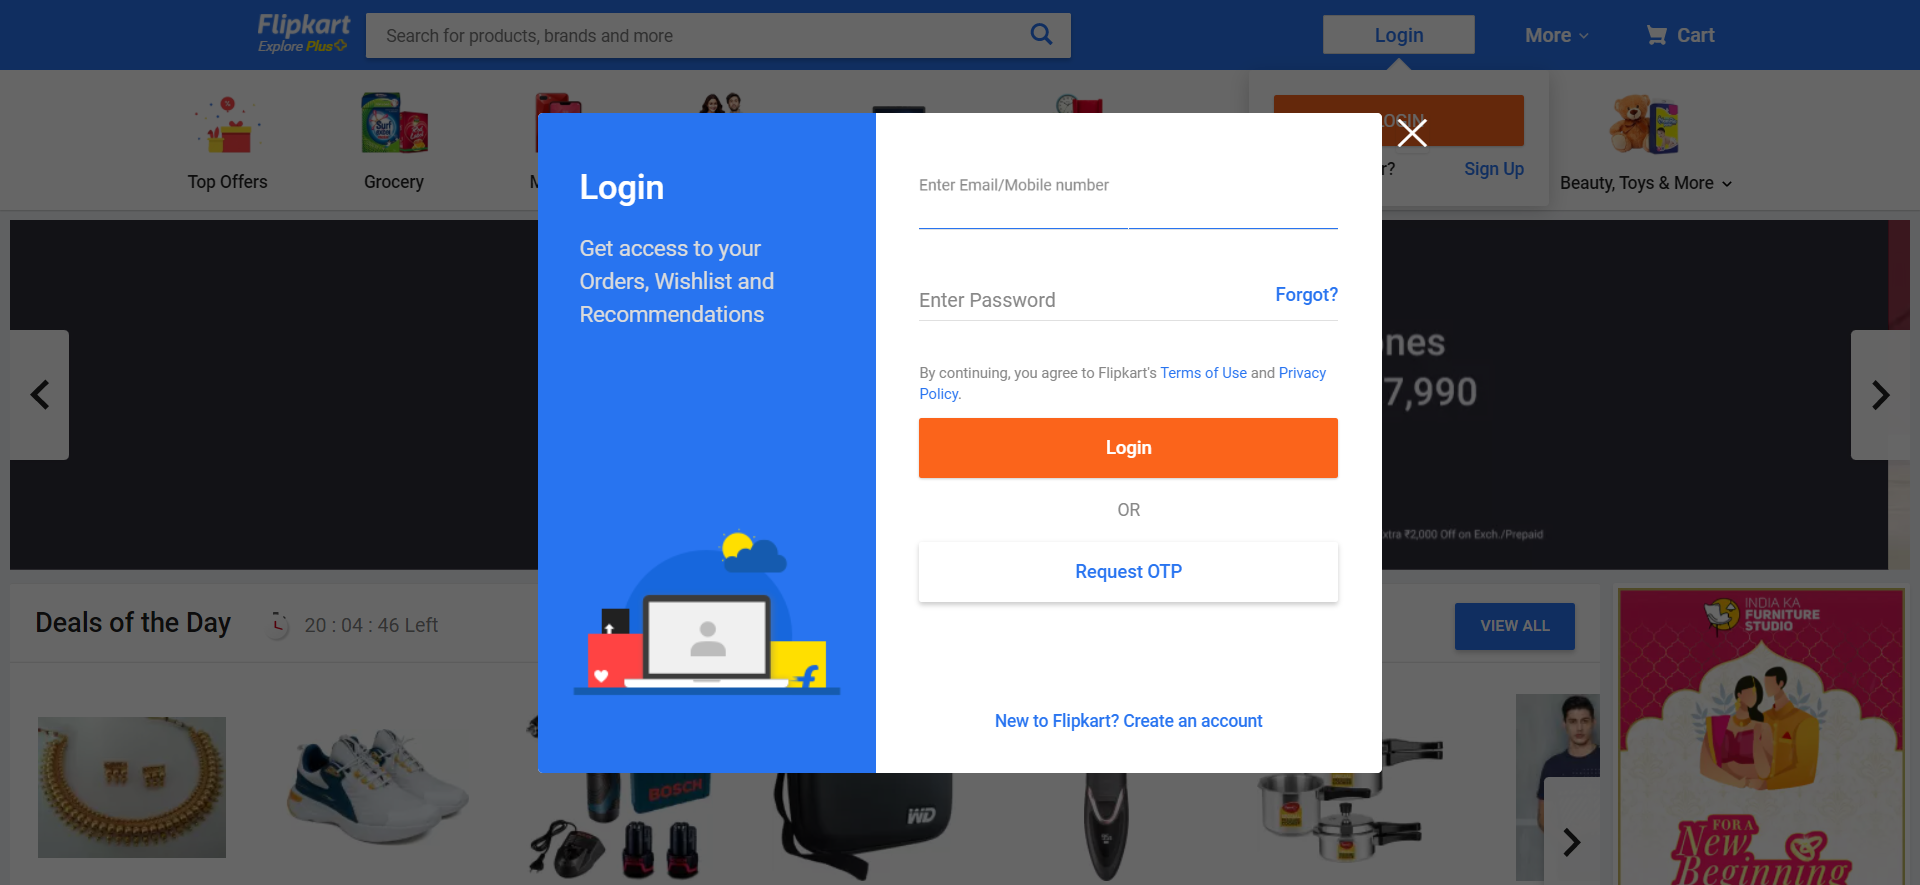 Flipkart
Explore Plus
Search for products, brands and more
Login
More
Cart
LOGIN
r?
Sign Up
Top Offers
Grocery
M
Beauty, Toys & More
Login
Get access to your
Orders, Wishlist and
Recommendations
Enter Email/Mobile number
Enter Password
Forgot?
By continuing, you agree to Flipkart's Terms of Use and Privacy
Policy.
Login
OR
Request OTP
New to Flipkart? Create an account
ones
7,990
xtra ₹2,000 Off on Exch./Prepaid
Deals of the Day
20 : 04 : 46 Left
VIEW ALL
INDIA KA
FURNITURE
STUDIO
Surf
BOSCH
WD
FOR A
New
Beginning